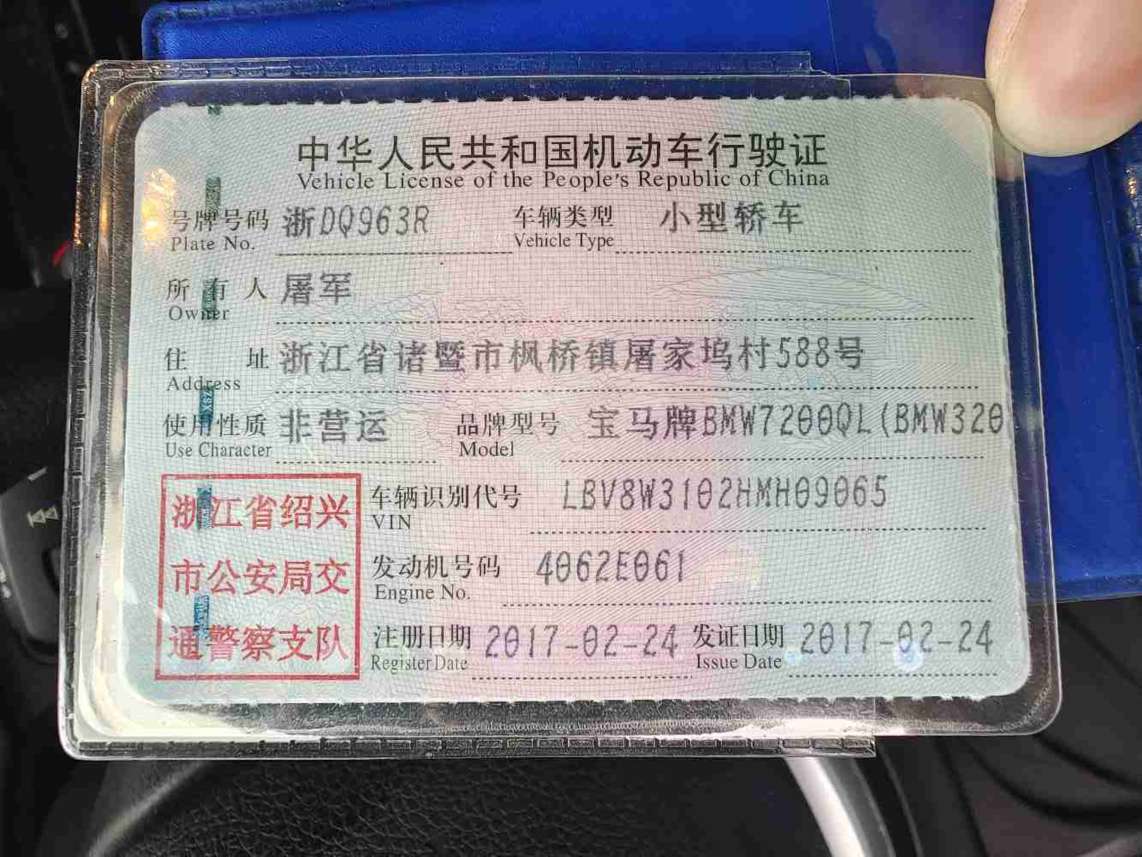 中华人民共和国机动车行驶证
Vehicle License of the People's Republic of China
号牌号码 浙DQ963R 车辆类型 小型轿车
Plate No. Vehicle Type
所有人 屠军
Owner
住址 浙江省诸暨市枫桥镇屠家坞村588号
Address
使用性质 非营运 品牌型号 宝马牌BMW7200QL(BMW320
Use Character Model
浙江省绍兴
市公安局交
通警察支队
车辆识别代号 LBV8W3102HMH09065
VIN
发动机号码 4062E061
Engine No.
注册日期 2017-02-24 发证日期 2017-02-24
Register Date Issue Date